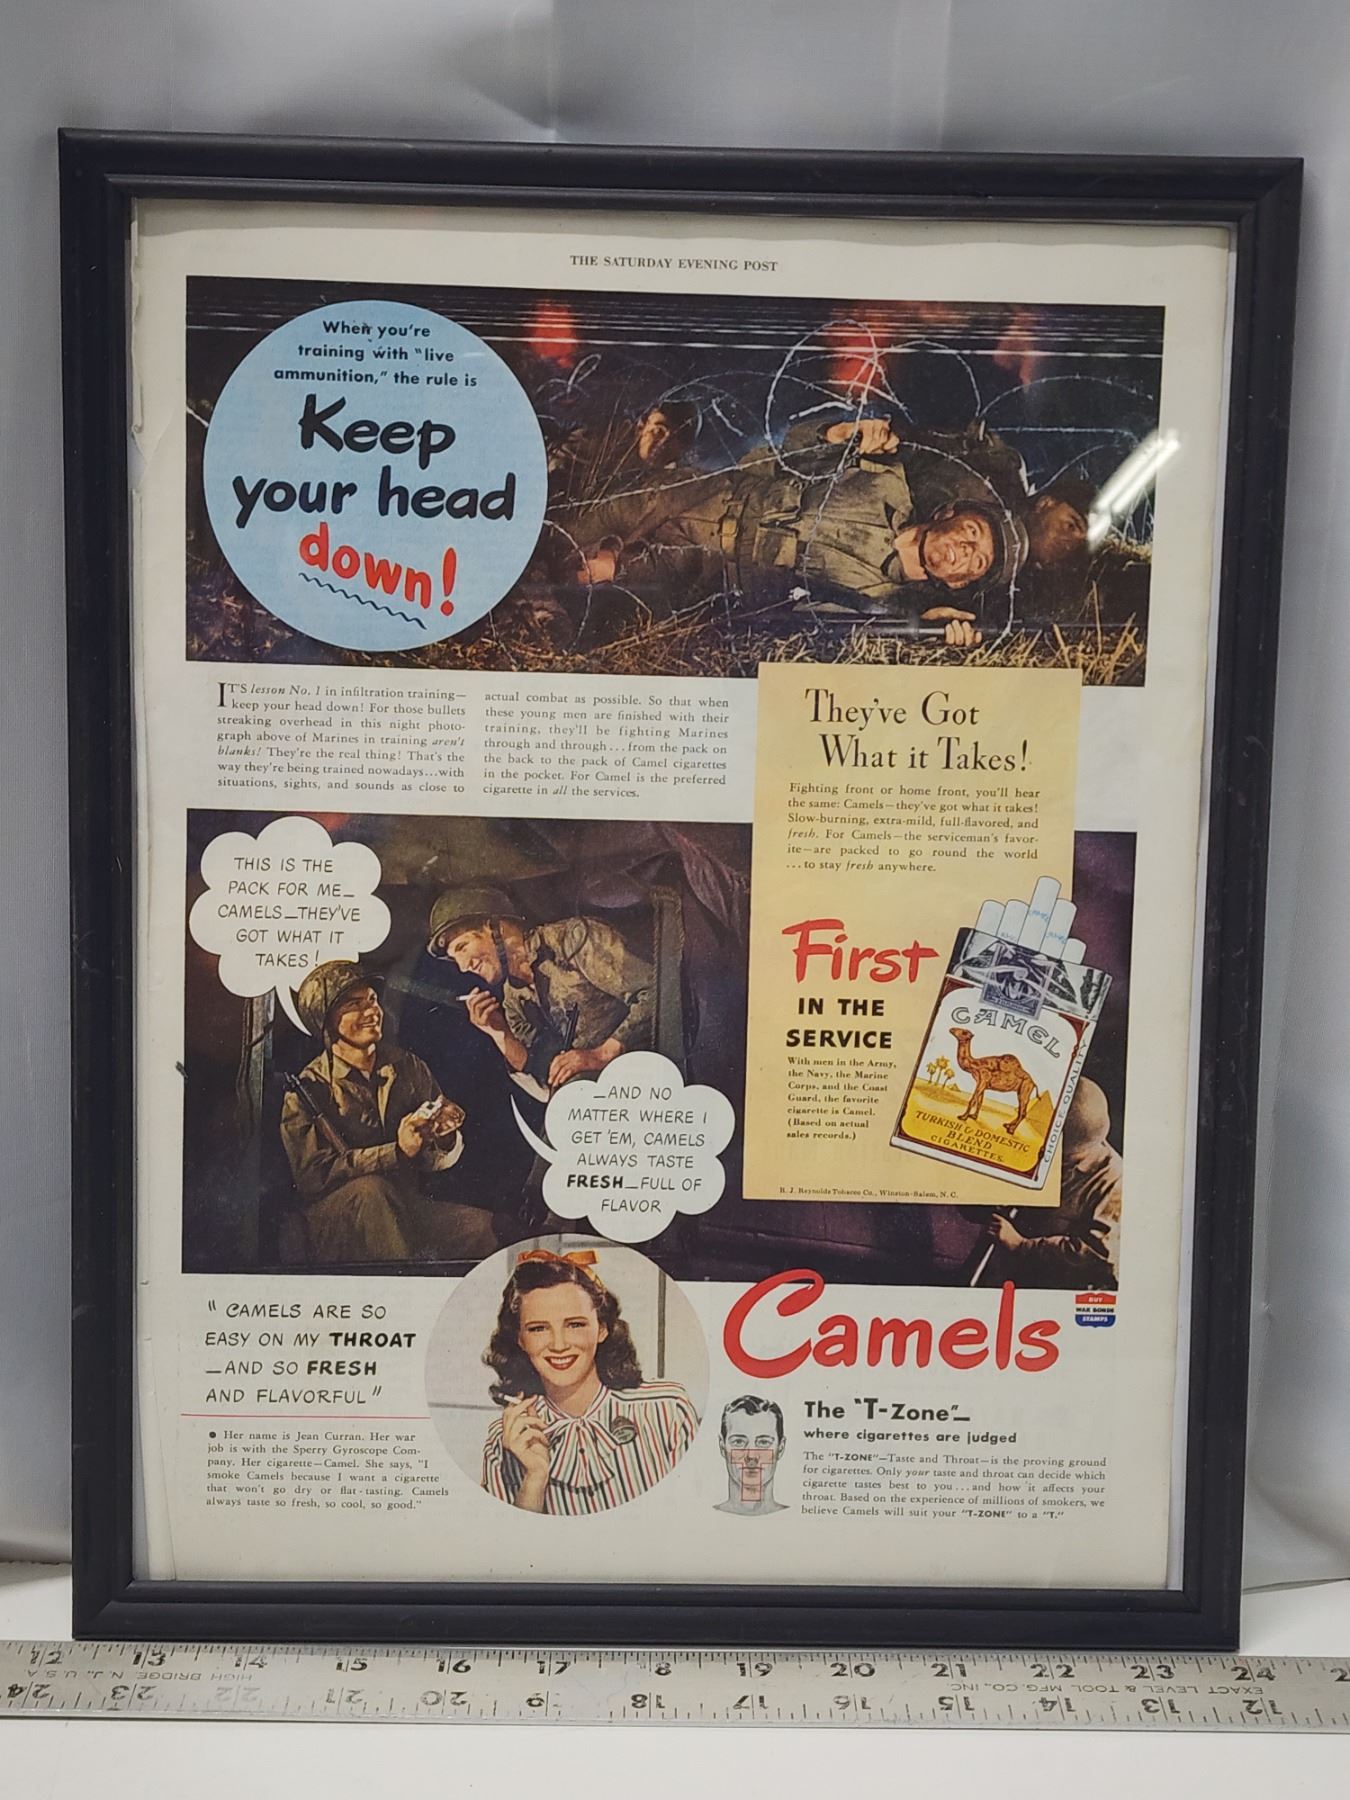 THE SATURDAY EVENING POST
When you're
training with "live
ammunition," the rule is
Keep
your head
down!
IT'S lesson No. 1 in infiltration training—
keep your head down! For those bullets
streaking overhead in this night photo-
graph above of Marines in training aren't
blanks! They're the real thing! That's the
way they're being trained nowadays...with
situations, sights, and sounds as close to
actual combat as possible. So that when
these young men are finished with their
training, they'll be fighting Marines
through and through...from the pack on
the back to the pack of Camel cigarettes
in the pocket. For Camel is the preferred
cigarette in all the services.
They've Got
What it Takes!
Fighting front or home front, you'll hear
the same: Camels—they've got what it takes!
Slow-burning, extra-mild, full-flavored, and
fresh. For Camels—the serviceman's favor-
ite—are packed to go round the world
...to stay fresh anywhere.
THIS IS THE
PACK FOR ME—
CAMELS—THEY'VE
GOT WHAT IT
TAKES!
—AND NO
MATTER WHERE I
GET 'EM, CAMELS
ALWAYS TASTE
FRESH—FULL OF
FLAVOR
First
IN THE
SERVICE
With men in the Army,
the Navy, the Marine
Corps, and the Coast
Guard, the favorite
cigarette is Camel.
(Based on actual
sales records.)
CAMEL
TURKISH & DOMESTIC
BLEND
CIGARETTES
CHOICE QUALITY
R. J. Reynolds Tobacco Co., Winston-Salem, N. C.
"CAMELS ARE SO
EASY ON MY THROAT
—AND SO FRESH
AND FLAVORFUL"
• Her name is Jean Curran. Her war
job is with the Sperry Gyroscope Com-
pany. Her cigarette—Camel. She says, "I
smoke Camels because I want a cigarette
that won't go dry or flat-tasting. Camels
always taste so fresh, so cool, so good."
Camels
BUY
WAR BONDS
STAMPS
The "T-Zone"—
where cigarettes are judged
The "T-ZONE"—Taste and Throat—is the proving ground
for cigarettes. Only your taste and throat can decide which
cigarette tastes best to you...and how it affects your
throat. Based on the experience of millions of smokers, we
believe Camels will suit your "T-ZONE" to a "T."
12 13 14 15 16 17 18 19 20 21 22 23 24
HIGH BRIDGE N.J., U.S.A.
EXACT LEVEL & TOOL MFG. CO., INC.
24 23 22 21 20 19 18 17 16 15 14 13 12